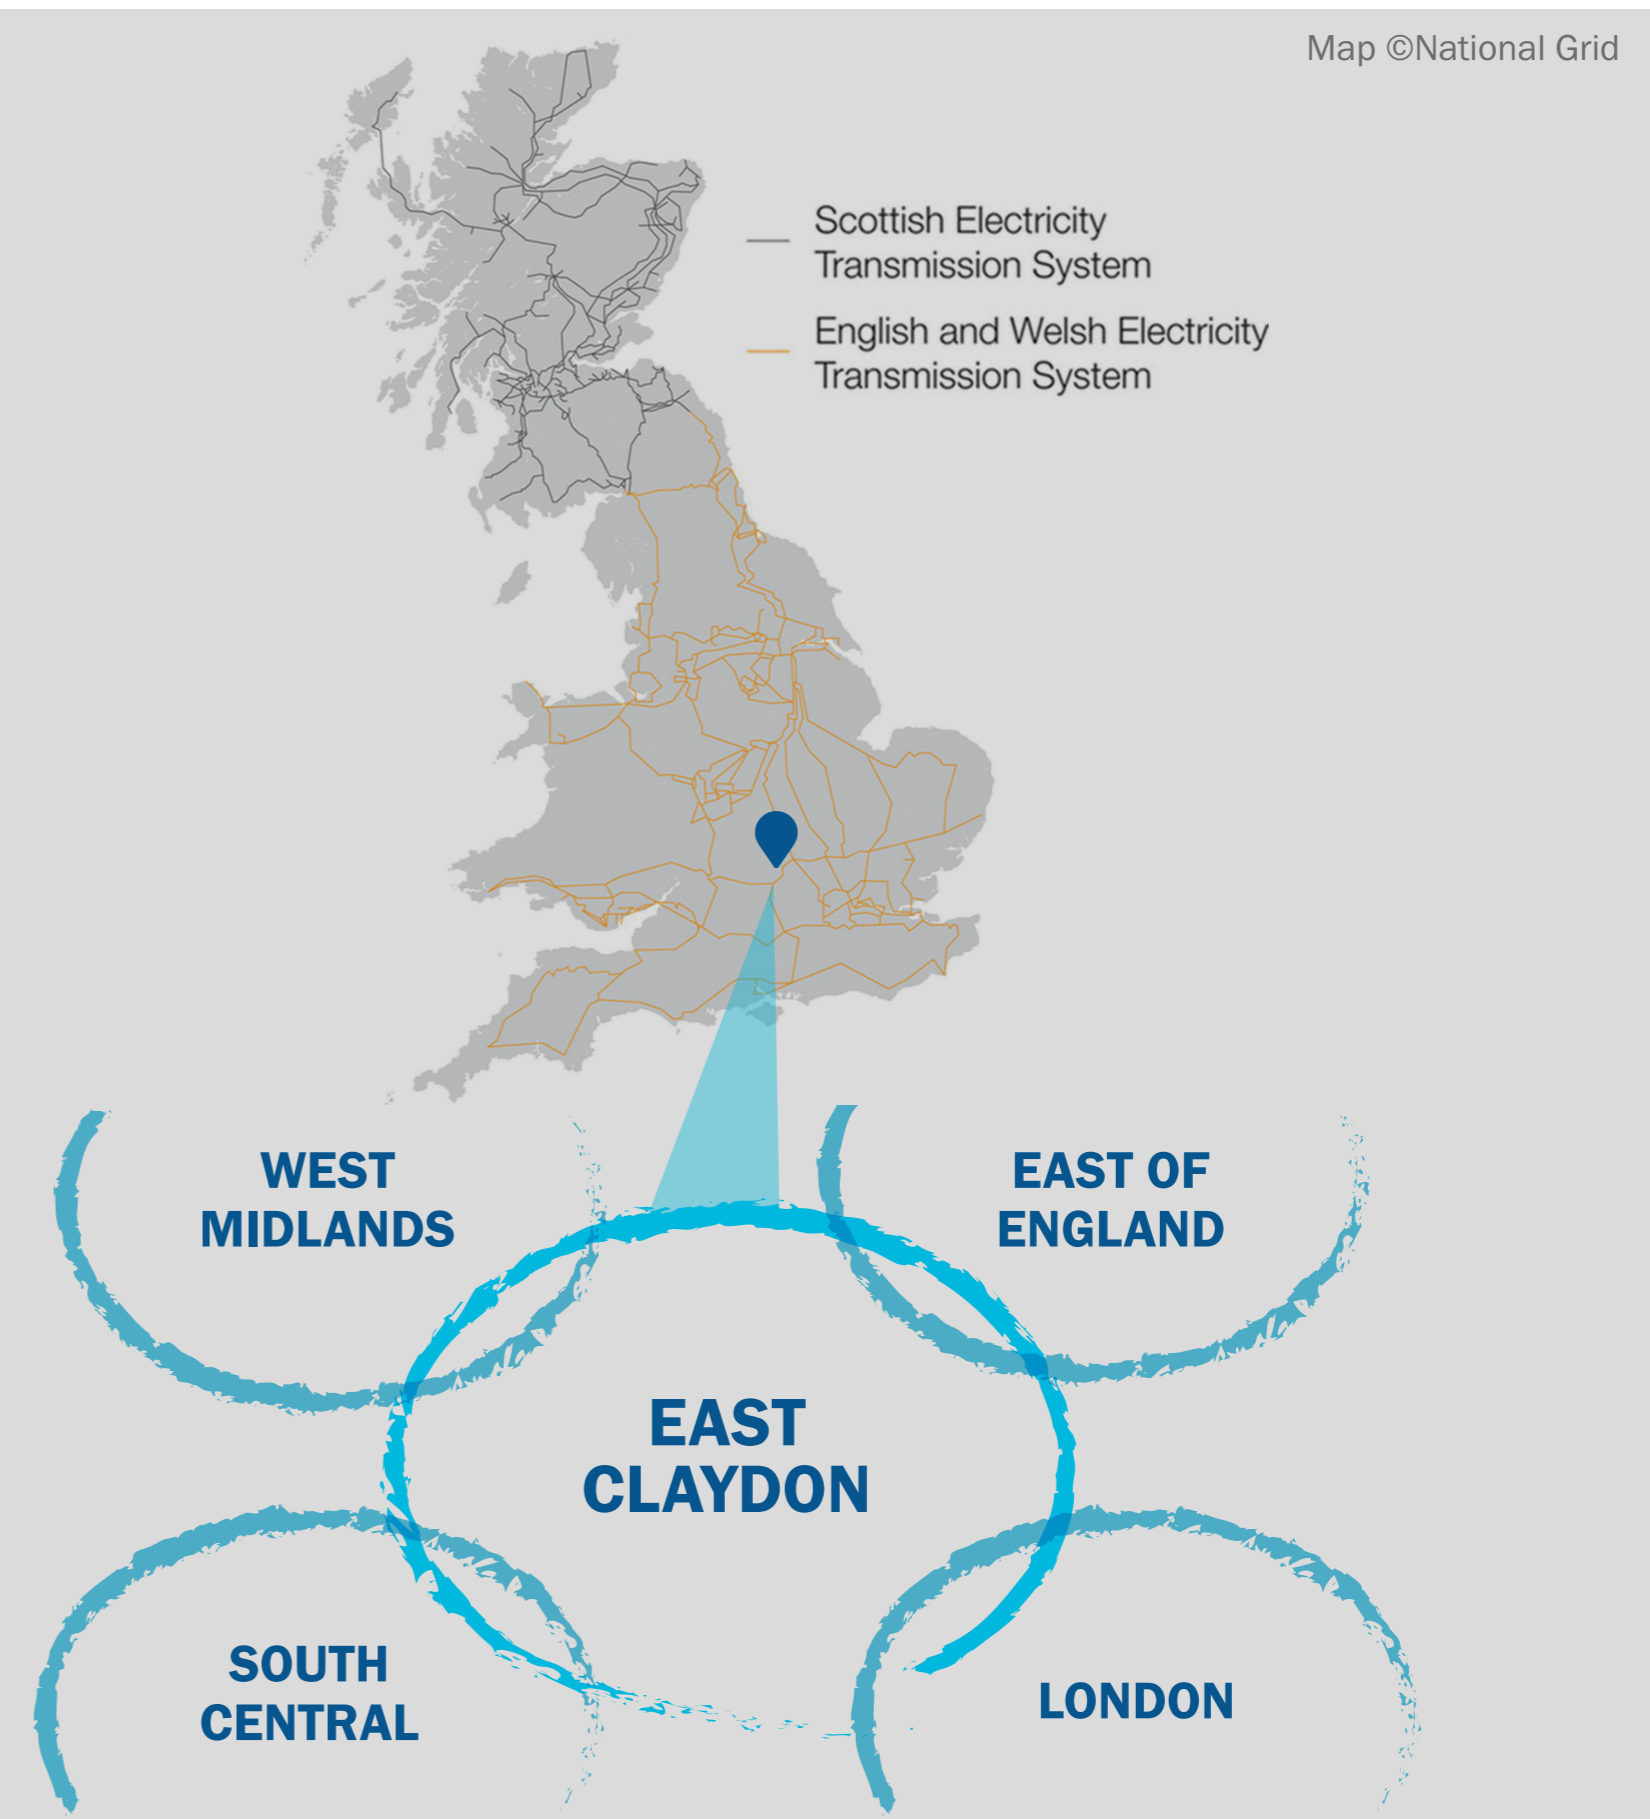 Map ©National Grid
Scottish Electricity
Transmission System
English and Welsh Electricity
Transmission System
WEST
MIDLANDS
EAST OF
ENGLAND
EAST
CLAYDON
SOUTH
CENTRAL
LONDON